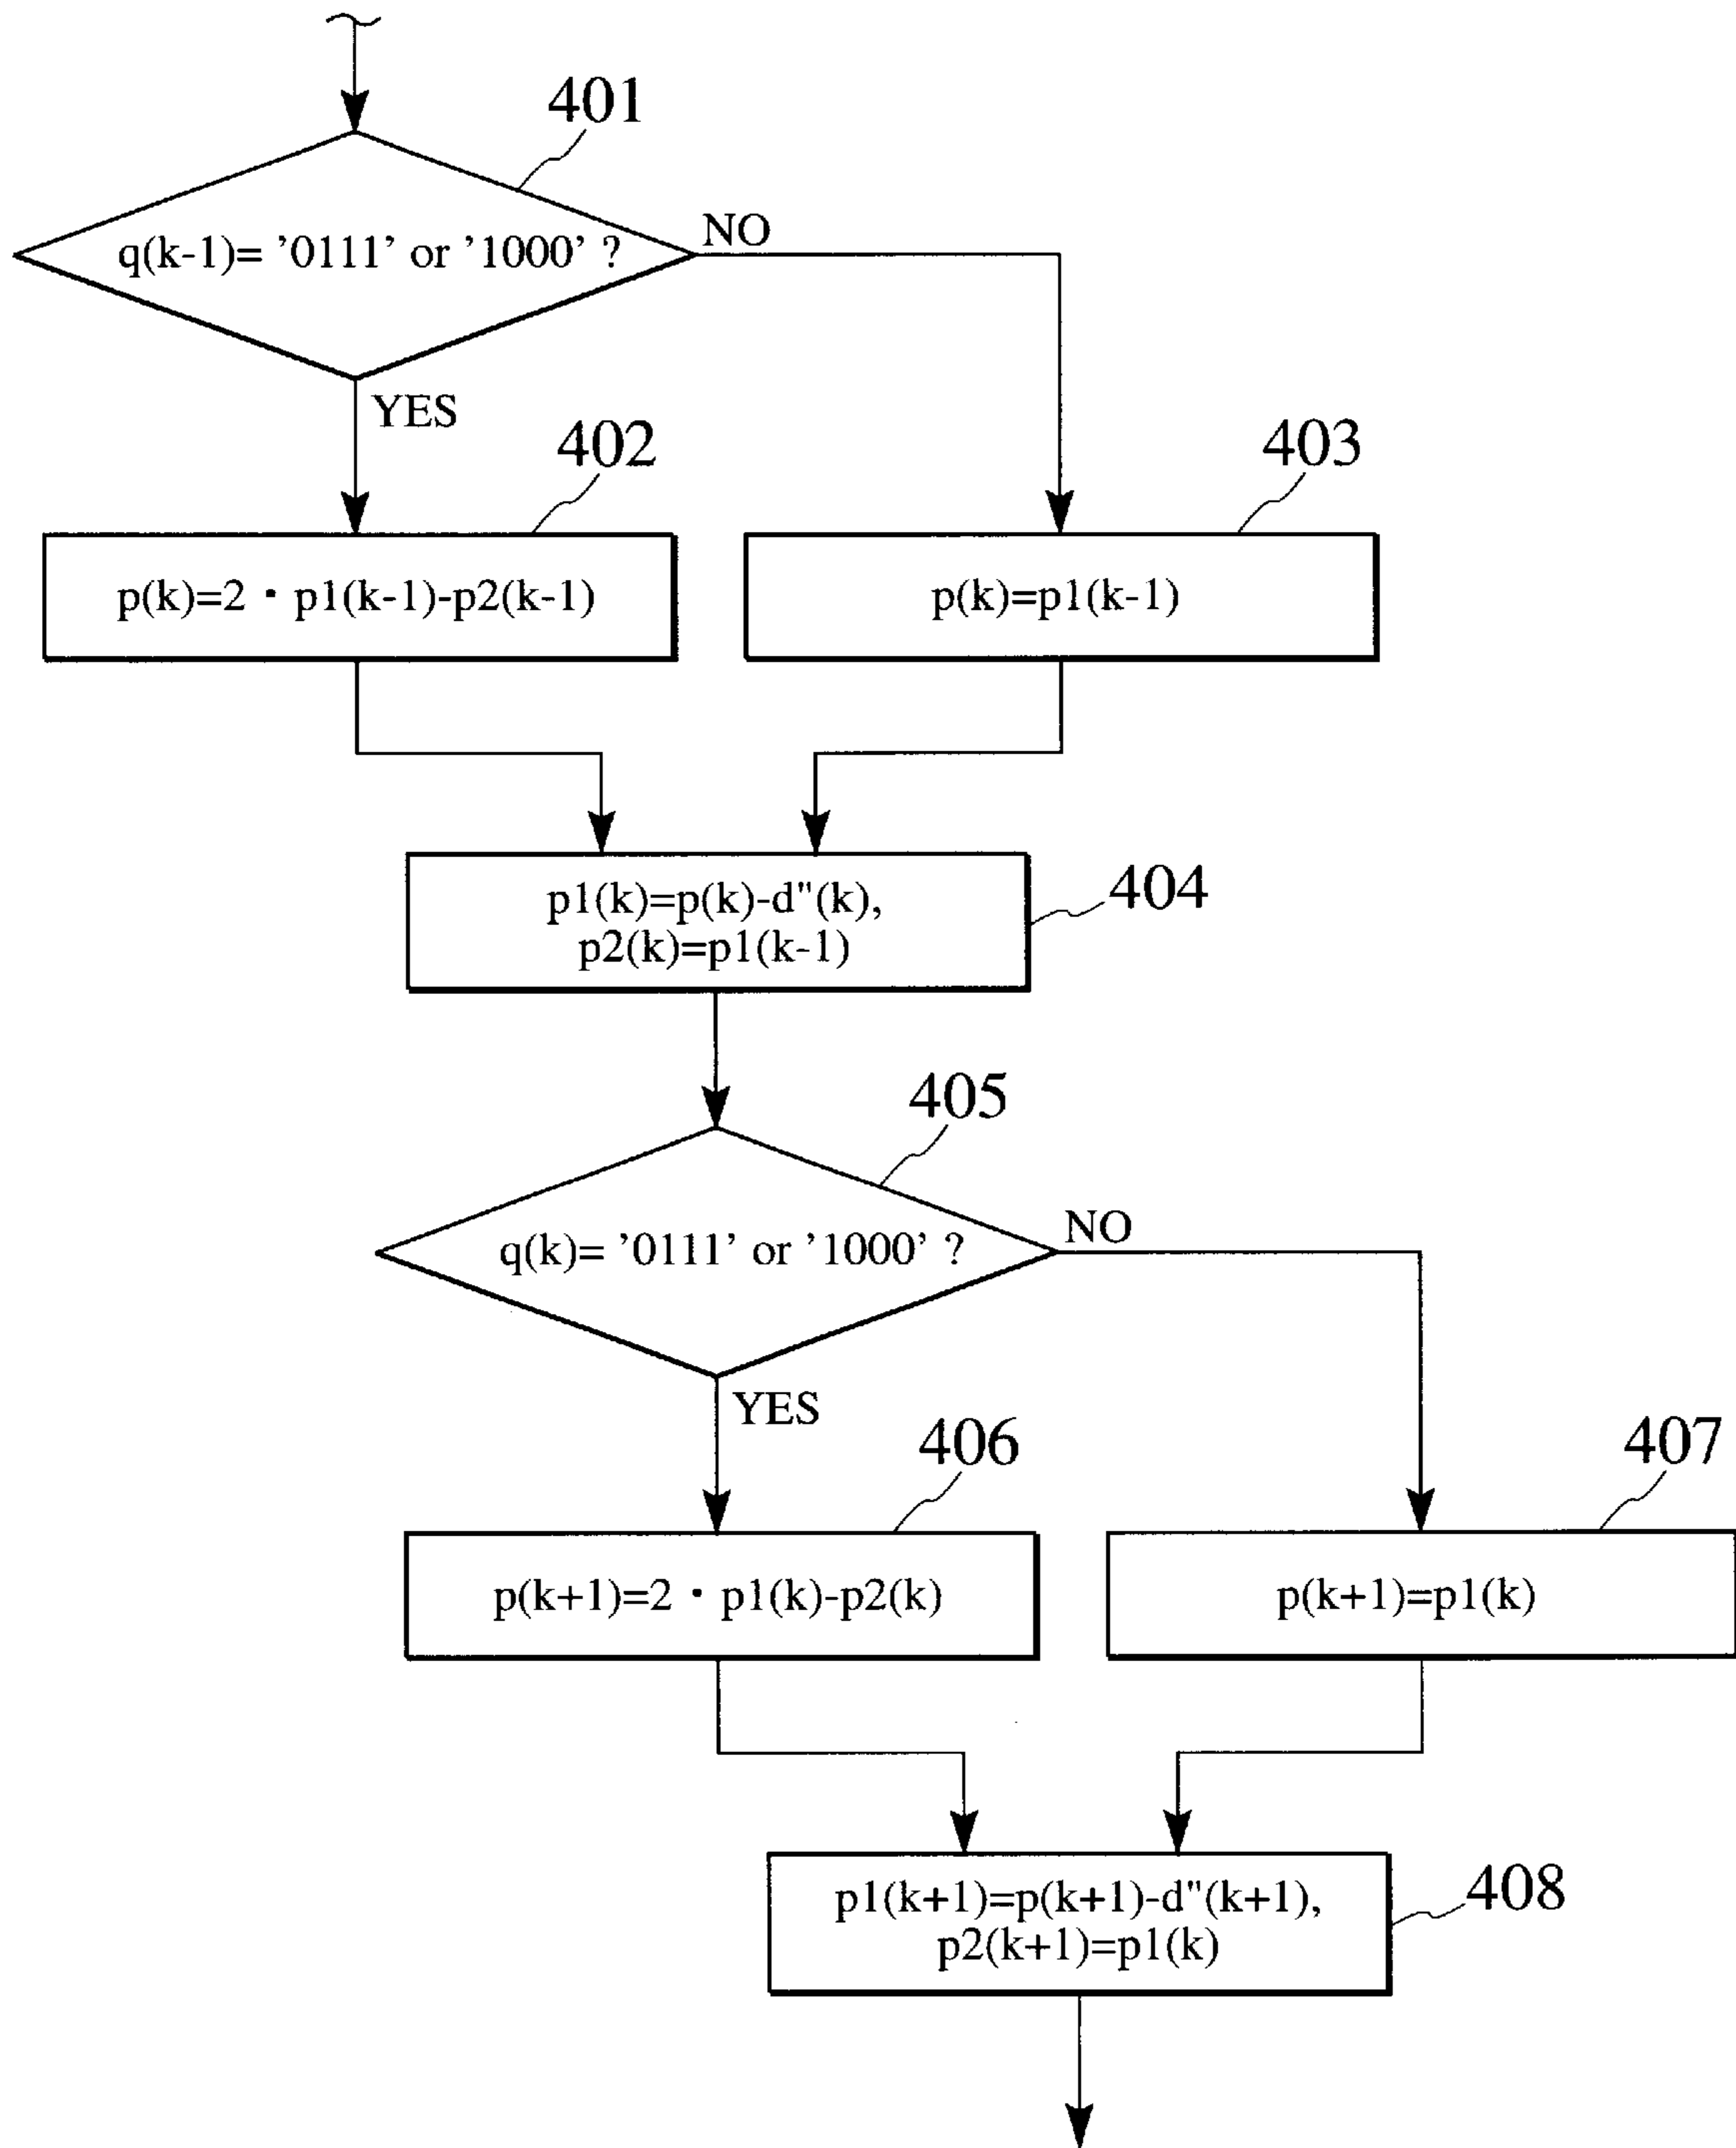 401
q(k-1)= '0111' or '1000' ?
NO
YES
402
403
p(k)=2・p1(k-1)-p2(k-1)
p(k)=p1(k-1)
404
p1(k)=p(k)-d"(k),
p2(k)=p1(k-1)
405
q(k)= '0111' or '1000' ?
NO
YES
406
407
p(k+1)=2・p1(k)-p2(k)
p(k+1)=p1(k)
408
p1(k+1)=p(k+1)-d"(k+1),
p2(k+1)=p1(k)